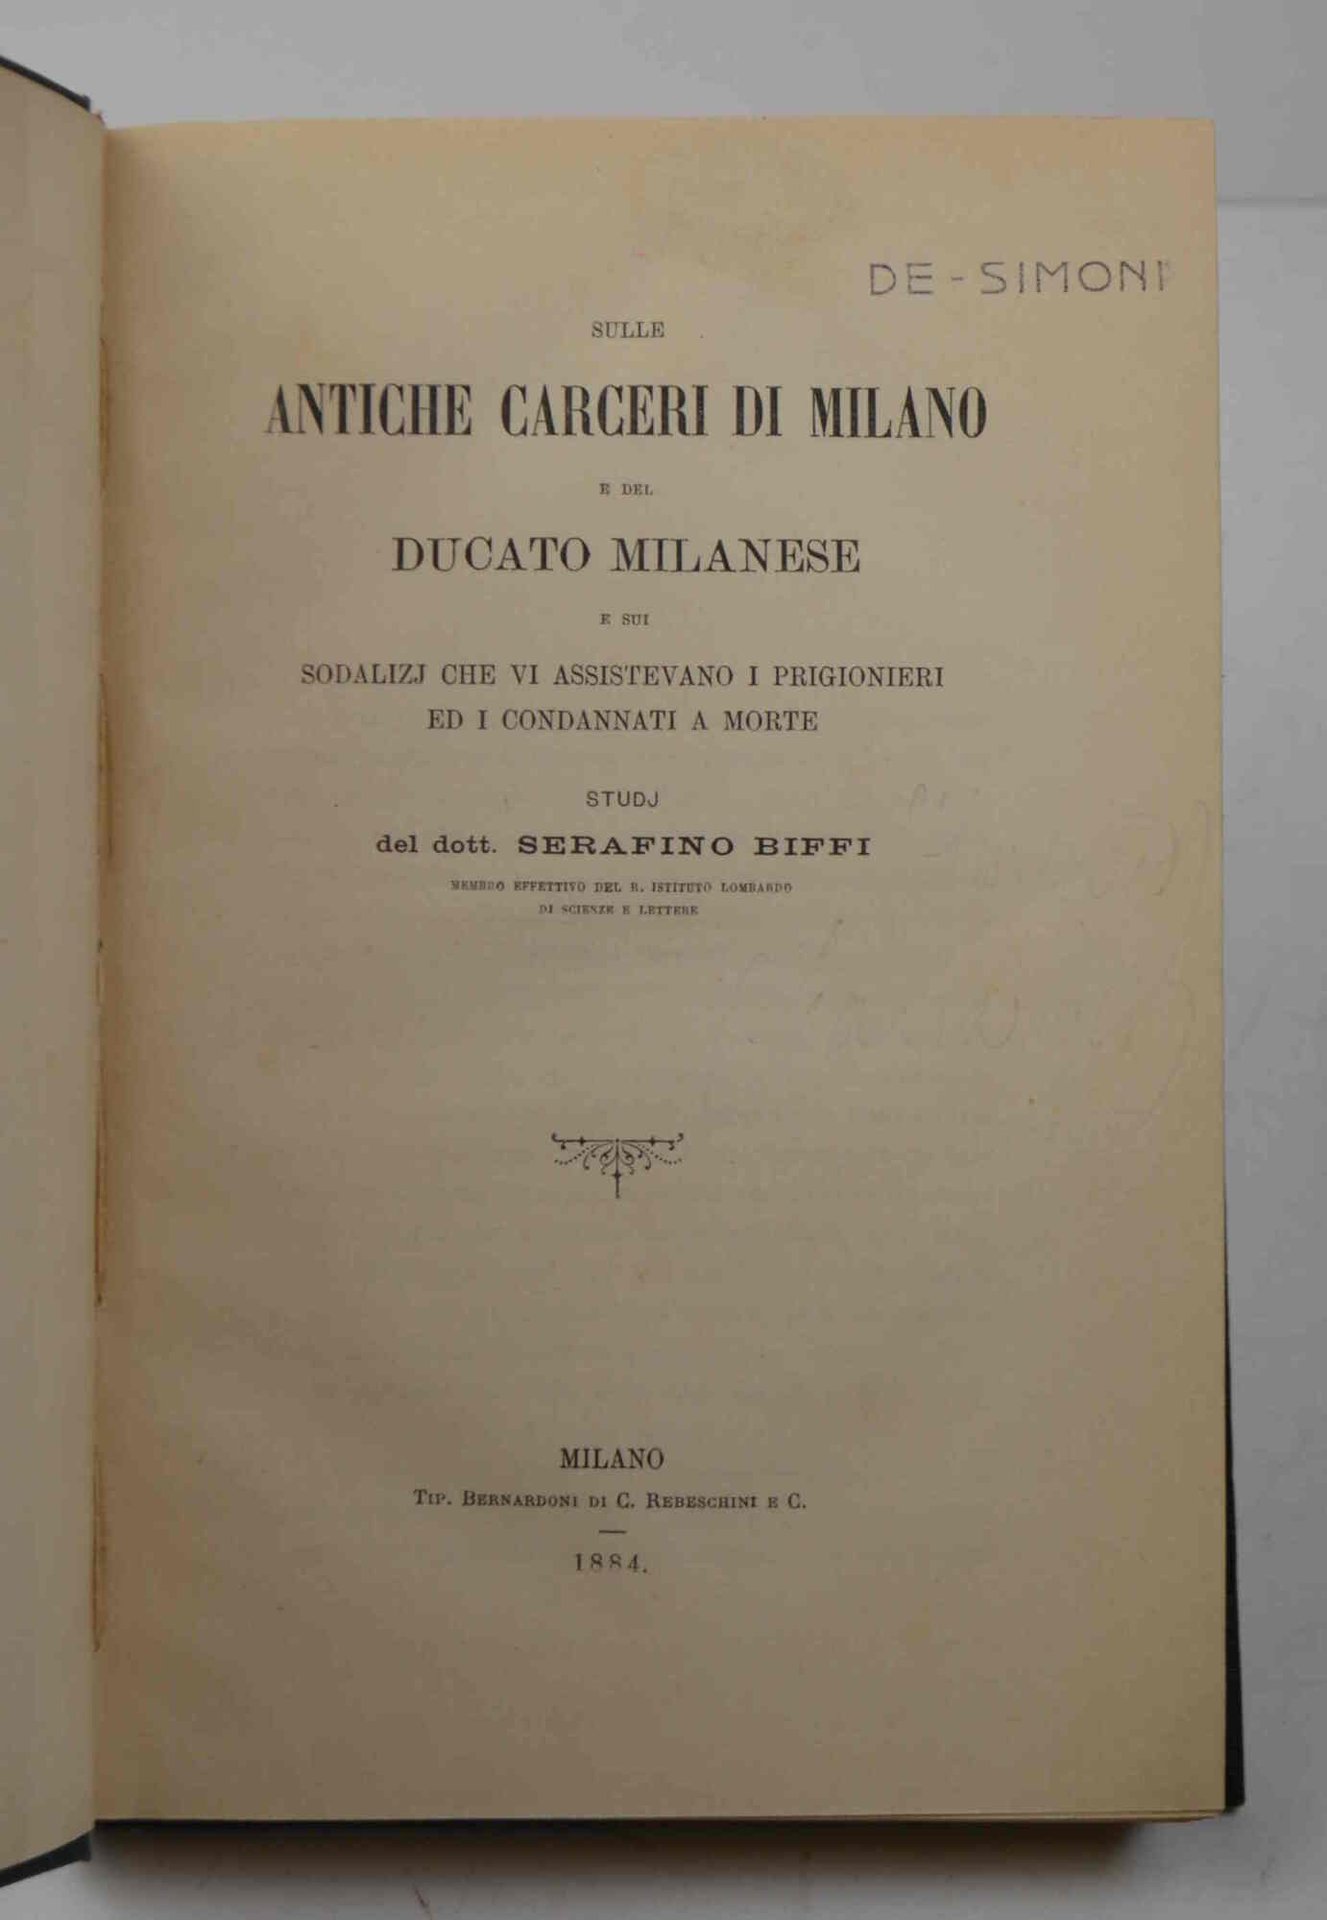 DE-SIMONI
SULLE
ANTICHE CARCERI DI MILANO
E DEL
DUCATO MILANESE
E SUI
SODALIZJ CHE VI ASSISTEVANO I PRIGIONIERI
ED I CONDANNATI A MORTE
STUDJ
del dott. SERAFINO BIFFI
MEMBRO EFFETTIVO DEL R. ISTITUTO LOMBARDO
DI SCIENZE E LETTERE
MILANO
TIP. BERNARDONI DI C. REBESCHINI E C.
1884.